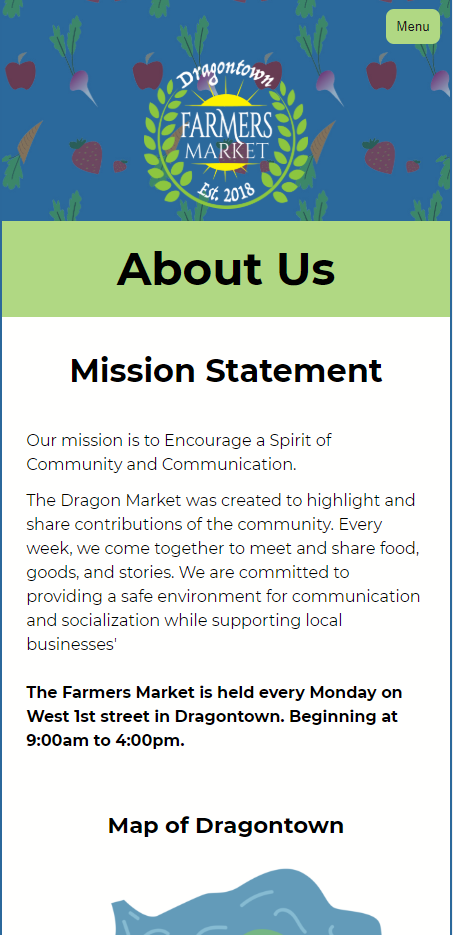 Menu
Dragontown
FARMERS
MARKET
Est. 2018
About Us
Mission Statement
Our mission is to Encourage a Spirit of
Community and Communication.
The Dragon Market was created to highlight and
share contributions of the community. Every
week, we come together to meet and share food,
goods, and stories. We are committed to
providing a safe environment for communication
and socialization while supporting local
businesses'
The Farmers Market is held every Monday on
West 1st street in Dragontown. Beginning at
9:00am to 4:00pm.
Map of Dragontown